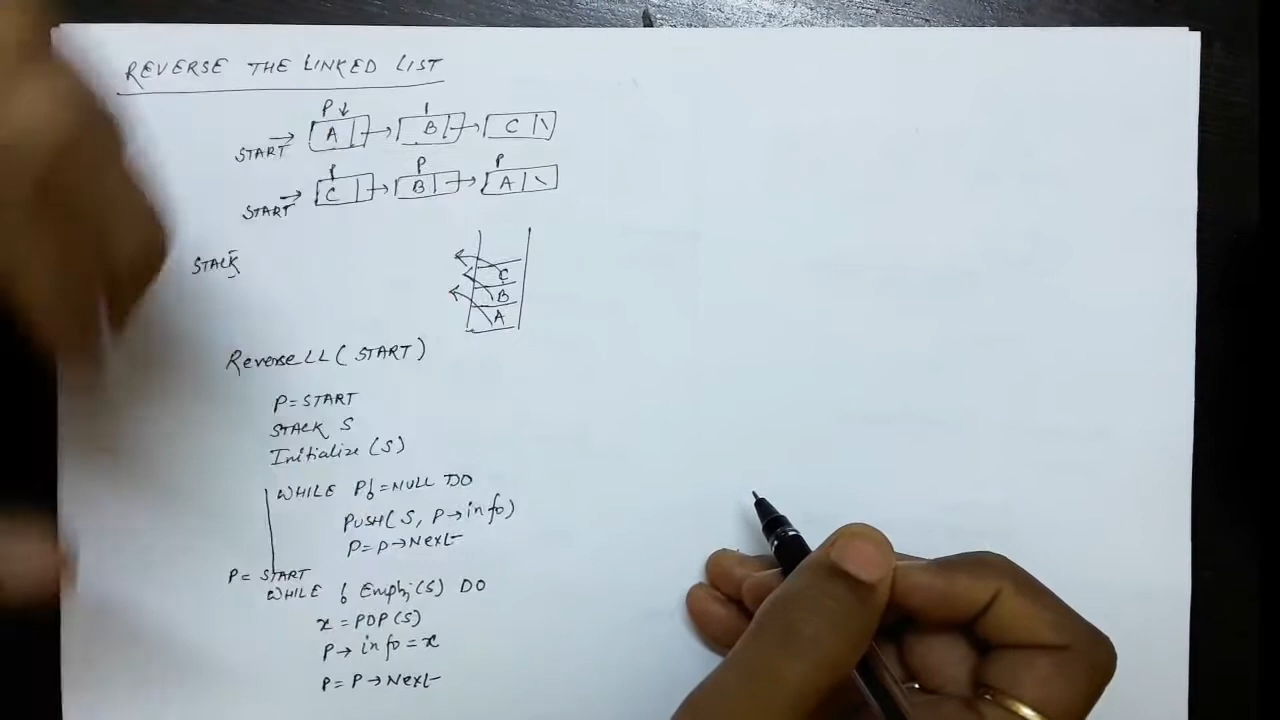 REVERSE THE LINKED LIST
P
START A B C
P P P
START C B A
STACK
C
B
A
ReverseLL (START)
P=START
STACK S
Initialize (S)
WHILE P!=NULL DO
PUSH(S, P→info)
P=P→Next
P= START
WHILE ! Empty(S) DO
x = POP(S)
P→ info=x
P= P→Next